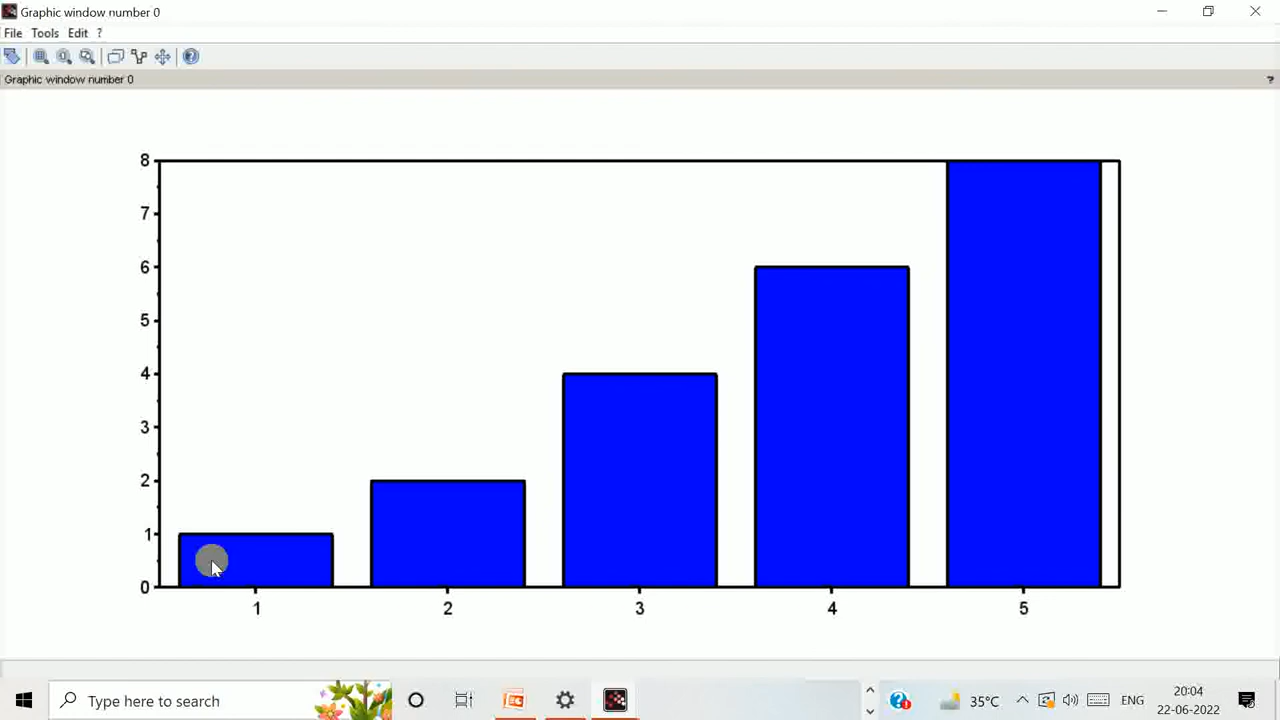 Graphic window number 0
File Tools Edit ?
Graphic window number 0 ?
8
7
6
5
4
3
2
1
0
1 2 3 4 5
Type here to search
35°C
ENG
20:04
22-06-2022